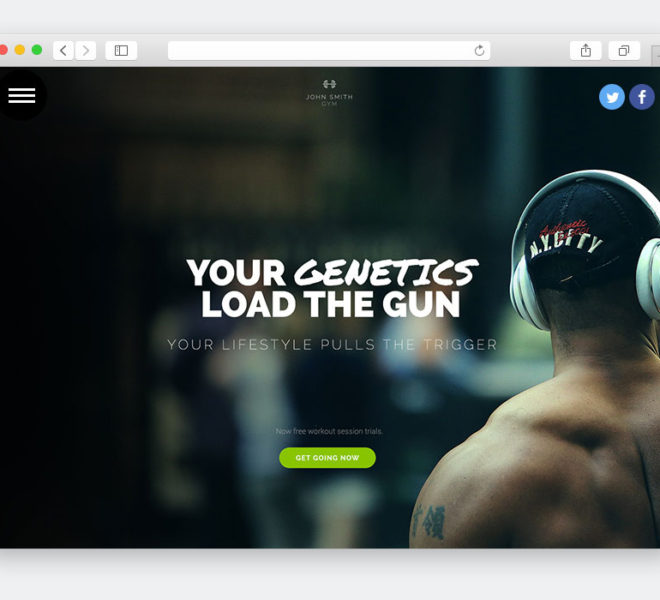 JOHN SMITH
GYM
Authentic
N.Y.CITY
YOUR GENETICS
LOAD THE GUN
YOUR LIFESTYLE PULLS THE TRIGGER
Now free workout session trials.
GET GOING NOW